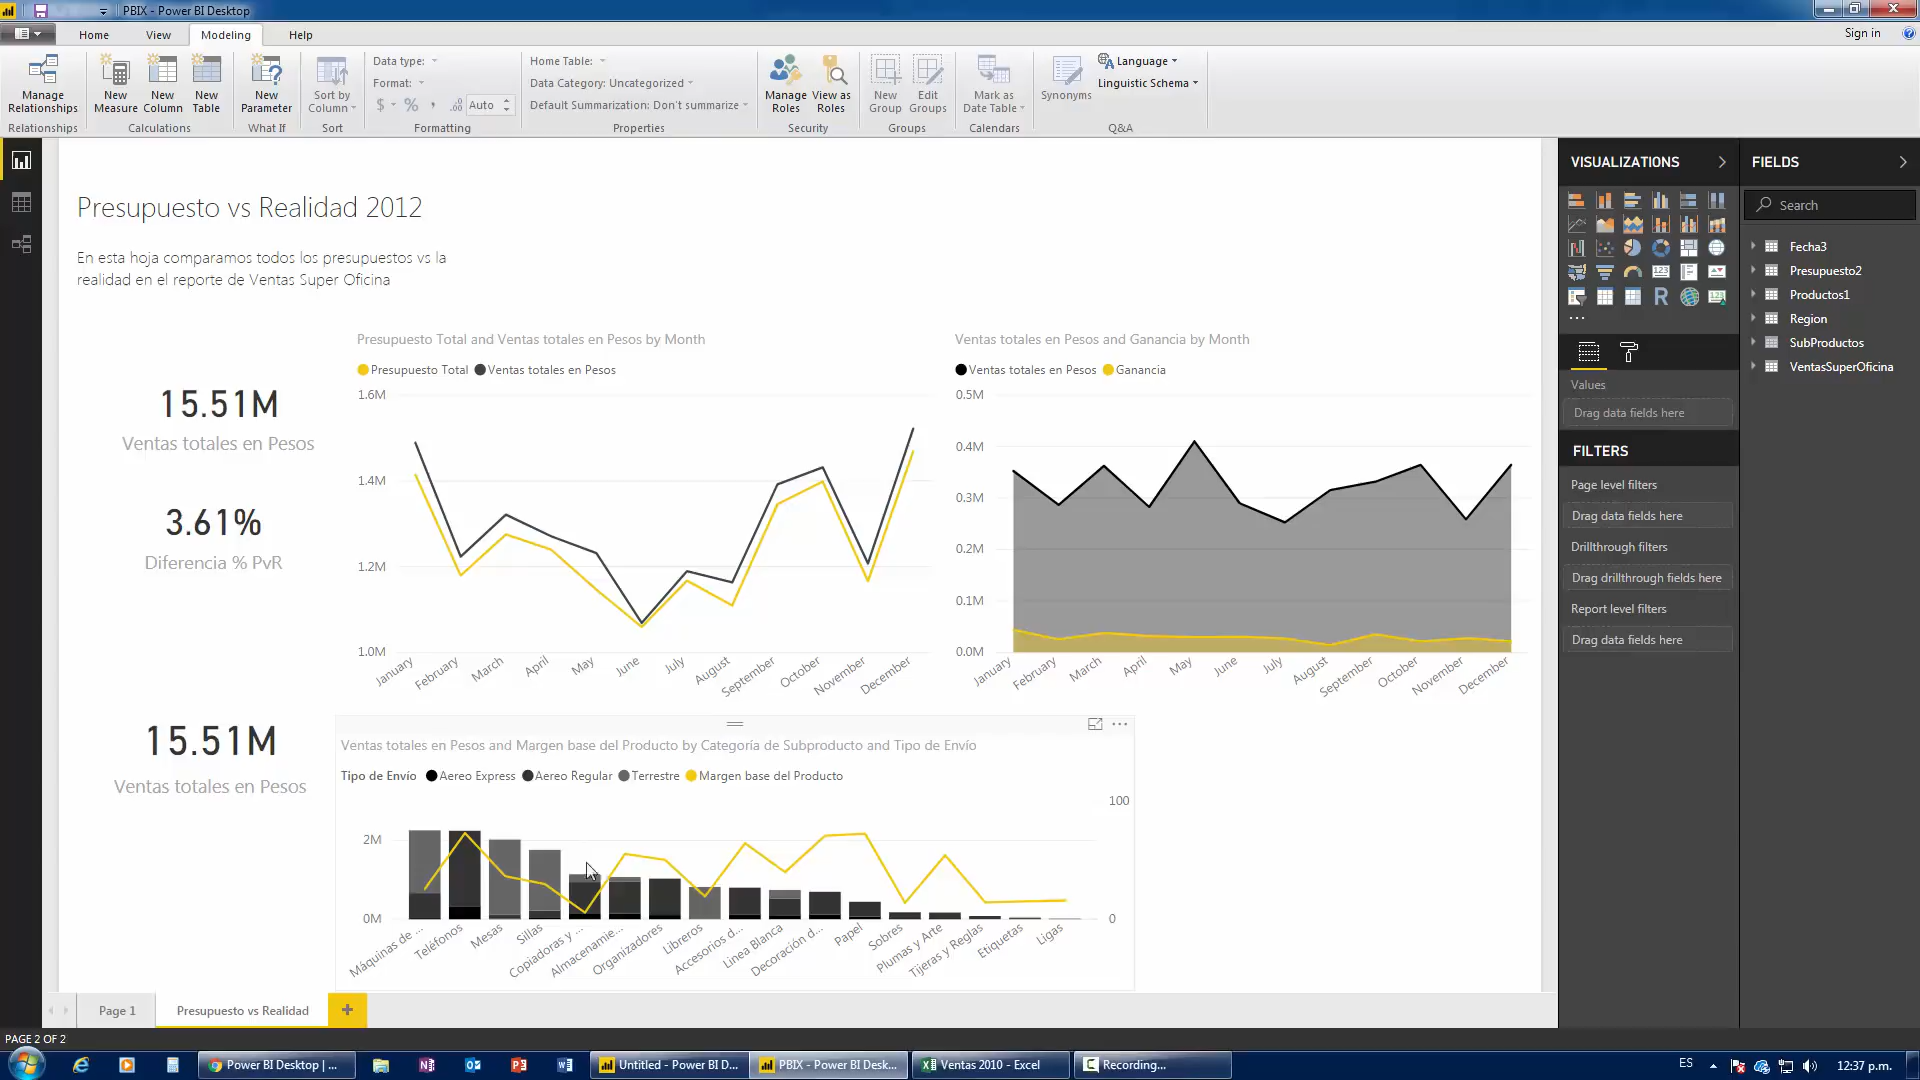 PBIX - Power BI Desktop
Home
View
Modeling
Help
Sign in
Manage
Relationships
New
Measure
New
Column
New
Table
New
Parameter
Sort by
Column
Data type:
Format:
$ % , Auto
Home Table:
Data Category: Uncategorized
Default Summarization: Don't summarize
Manage
Roles
View as
Roles
New
Group
Edit
Groups
Mark as
Date Table
Synonyms
Language
Linguistic Schema
Relationships
Calculations
What If
Sort
Formatting
Properties
Security
Groups
Calendars
Q&A
Presupuesto vs Realidad 2012
En esta hoja comparamos todos los presupuestos vs la
realidad en el reporte de Ventas Super Oficina
15.51M
Ventas totales en Pesos
3.61%
Diferencia % PvR
15.51M
Ventas totales en Pesos
Presupuesto Total and Ventas totales en Pesos by Month
Presupuesto Total
Ventas totales en Pesos
1.6M
1.4M
1.2M
1.0M
January
February
March
April
May
June
July
August
September
October
November
December
Ventas totales en Pesos and Ganancia by Month
Ventas totales en Pesos
Ganancia
0.5M
0.4M
0.3M
0.2M
0.1M
0.0M
January
February
March
April
May
June
July
August
September
October
November
December
Ventas totales en Pesos and Margen base del Producto by Categoría de Subproducto and Tipo de Envío
Tipo de Envío
Aereo Express
Aereo Regular
Terrestre
Margen base del Producto
2M
0M
100
0
Máquinas de ...
Teléfonos
Mesas
Sillas
Copiadoras y ...
Almacenamie...
Organizadores
Libreros
Accesorios d...
Linea Blanca
Decoración d...
Papel
Sobres
Plumas y Arte
Tijeras y Reglas
Etiquetas
Ligas
VISUALIZATIONS
Values
Drag data fields here
FILTERS
Page level filters
Drag data fields here
Drillthrough filters
Drag drillthrough fields here
Report level filters
Drag data fields here
FIELDS
Search
Fecha3
Presupuesto2
Productos1
Region
SubProductos
VentasSuperOficina
Page 1
Presupuesto vs Realidad
PAGE 2 OF 2
Power BI Desktop | ...
Untitled - Power BI D...
PBIX - Power BI Desk...
Ventas 2010 - Excel
Recording...
ES
12:37 p.m.